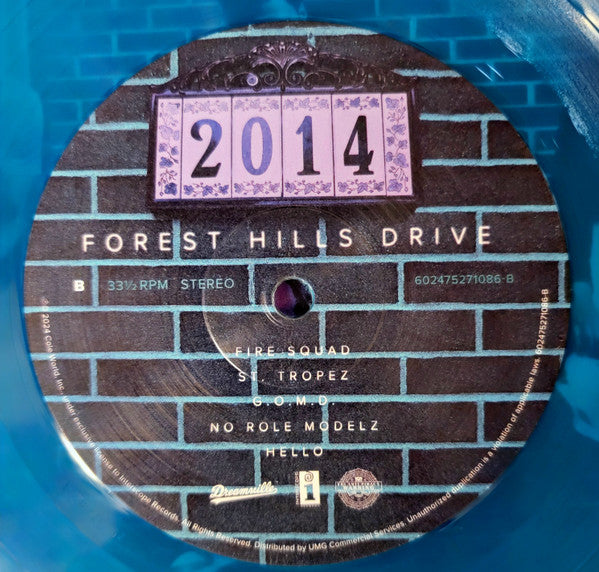 2014
FOREST HILLS DRIVE
B 33½ RPM STEREO 602475271086-B
FIRE SQUAD
ST. TROPEZ
G.O.M.D.
NO ROLE MODELZ
HELLO
Dreamville
℗© 2024 Cole World, Inc. under exclusive license to Interscope Records. All Rights Reserved. Distributed by UMG Commercial Services. Unauthorized duplication is a violation of applicable laws. 602475271086-B